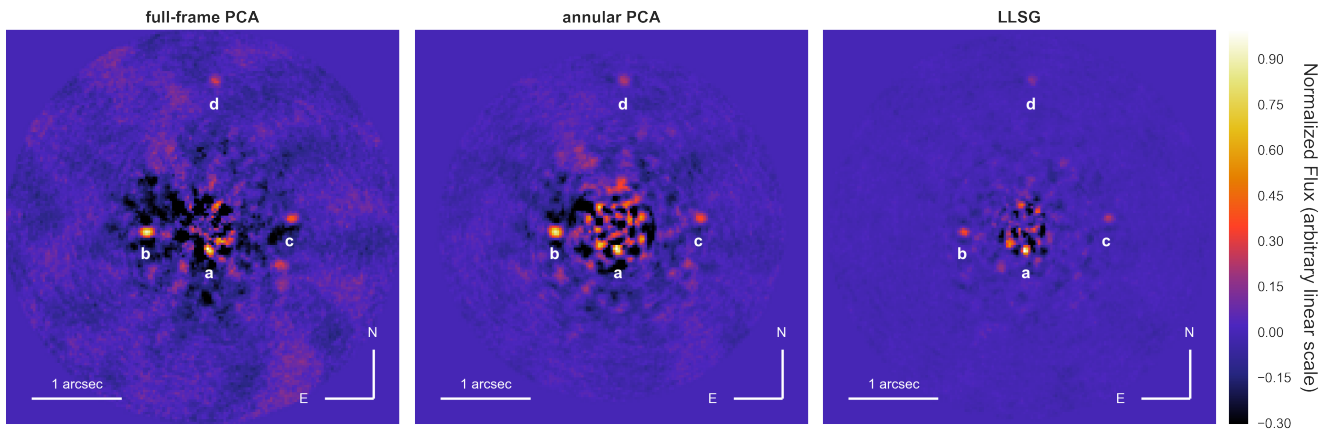 full-frame PCA
annular PCA
LLSG
d
b
c
a
N
1 arcsec
E
d
b
c
a
N
1 arcsec
E
d
b
c
a
N
1 arcsec
E
0.90
0.75
0.60
0.45
0.30
0.15
0.00
−0.15
−0.30
Normalized Flux (arbitrary linear scale)